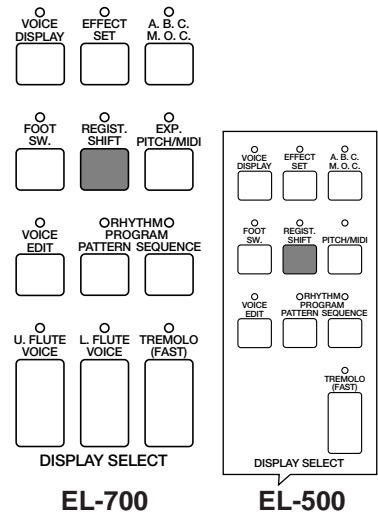 VOICE DISPLAY
EFFECT SET
A. B. C. M. O. C.
FOOT SW.
REGIST. SHIFT
EXP. PITCH/MIDI
VOICE EDIT
RHYTHM
PROGRAM
PATTERN SEQUENCE
U. FLUTE VOICE
L. FLUTE VOICE
TREMOLO (FAST)
DISPLAY SELECT
EL-700
VOICE DISPLAY
EFFECT SET
A. B. C. M. O. C.
FOOT SW.
REGIST. SHIFT
PITCH/MIDI
VOICE EDIT
RHYTHM
PROGRAM
PATTERN SEQUENCE
TREMOLO (FAST)
DISPLAY SELECT
EL-500